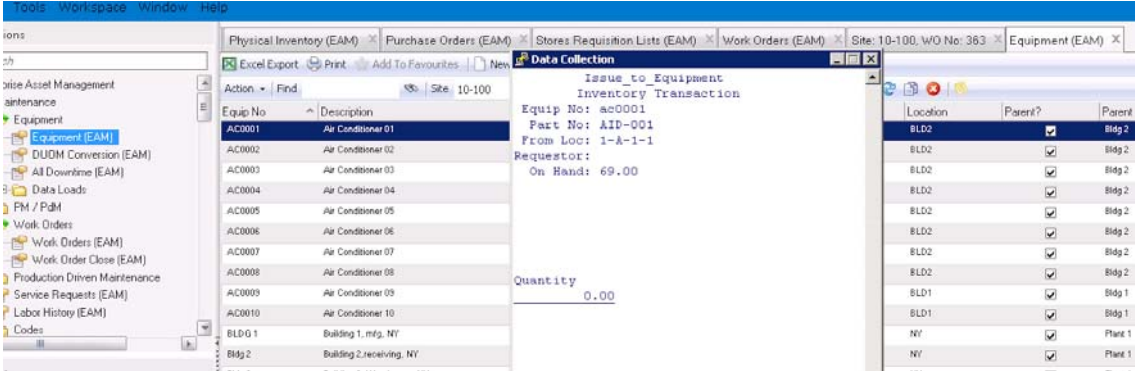 Tools Workspace Window Help
ions
Physical Inventory (EAM) Purchase Orders (EAM) Stores Requisition Lists (EAM) Work Orders (EAM) Site: 10-100, WO No: 363 Equipment (EAM)
Excel Export Print Add To Favourites New
Action Find Site 10-100
prise Asset Management
aintenance
Equipment
Equipment (EAM)
DUOM Conversion (EAM)
All Downtime (EAM)
Data Loads
PM / PdM
Work Orders
Work Orders (EAM)
Work Order Close (EAM)
Production Driven Maintenance
Service Requests (EAM)
Labor History (EAM)
Codes
Equip No Description Location Parent? Parent
AC0001 Air Conditioner 01 BLD2 Bldg 2
AC0002 Air Conditioner 02 BLD2 Bldg 2
AC0003 Air Conditioner 03 BLD2 Bldg 2
AC0004 Air Conditioner 04 BLD2 Bldg 2
AC0005 Air Conditioner 05 BLD2 Bldg 2
AC0006 Air Conditioner 06 BLD2 Bldg 2
AC0007 Air Conditioner 07 BLD2 Bldg 2
AC0008 Air Conditioner 08 BLD2 Bldg 2
AC0009 Air Conditioner 09 BLD1 Bldg 1
AC0010 Air Conditioner 10 BLD1 Bldg 1
BLDG 1 Building 1, mfg, NY NY Plant 1
Bldg 2 Building 2,receiving, NY NY Plant 1
Data Collection
Issue_to_Equipment
Inventory Transaction
Equip No: ac0001
Part No: AID-001
From Loc: 1-A-1-1
Requestor:
On Hand: 69.00
Quantity
0.00